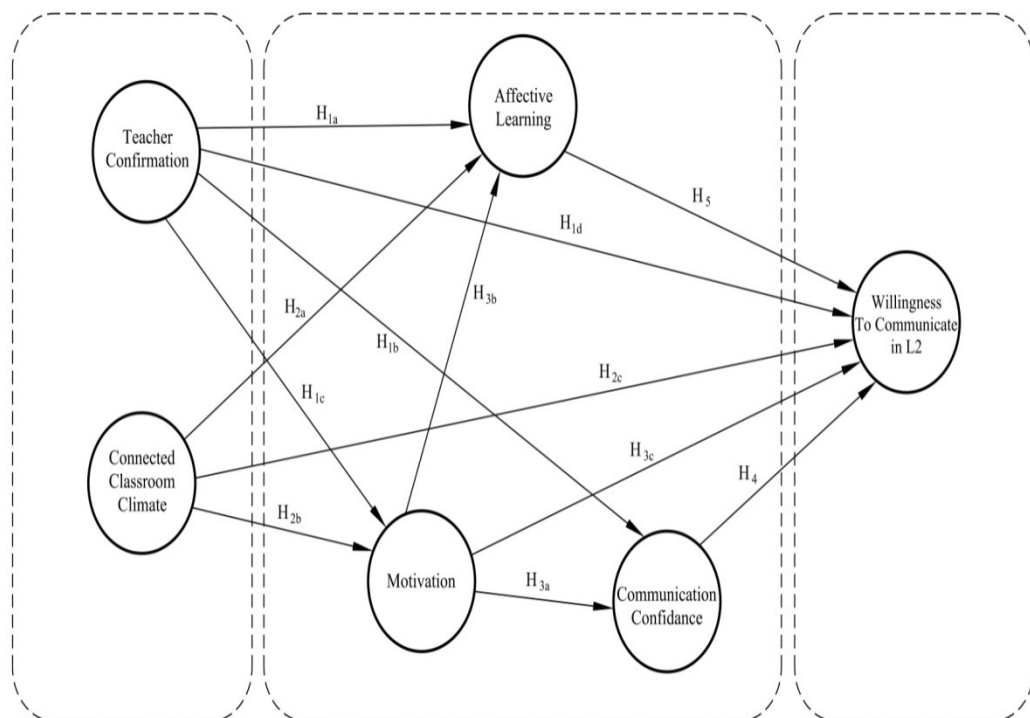 Teacher
Confirmation
Connected
Classroom
Climate
Affective
Learning
Motivation
Communication
Confidance
Willingness
To Communicate
in L2
H1a
H1d
H5
H2a
H1b
H3b
H1c
H2c
H3c
H4
H2b
H3a